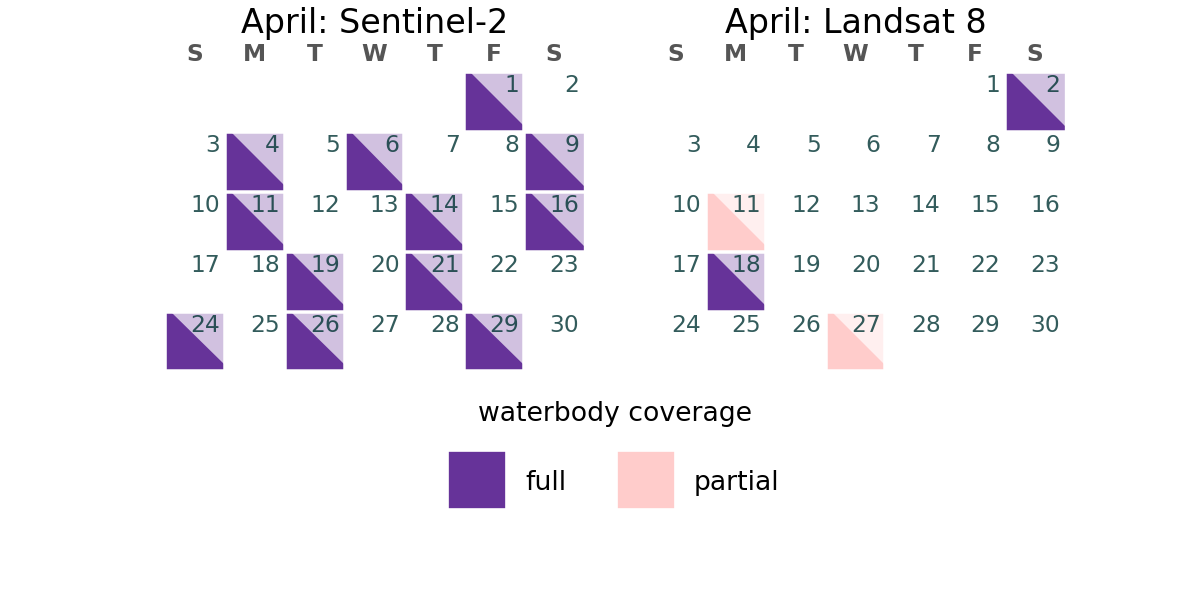 April: Sentinel-2
S M T W T F S
1 2
3 4 5 6 7 8 9
10 11 12 13 14 15 16
17 18 19 20 21 22 23
24 25 26 27 28 29 30
April: Landsat 8
S M T W T F S
1 2
3 4 5 6 7 8 9
10 11 12 13 14 15 16
17 18 19 20 21 22 23
24 25 26 27 28 29 30
waterbody coverage
full
partial